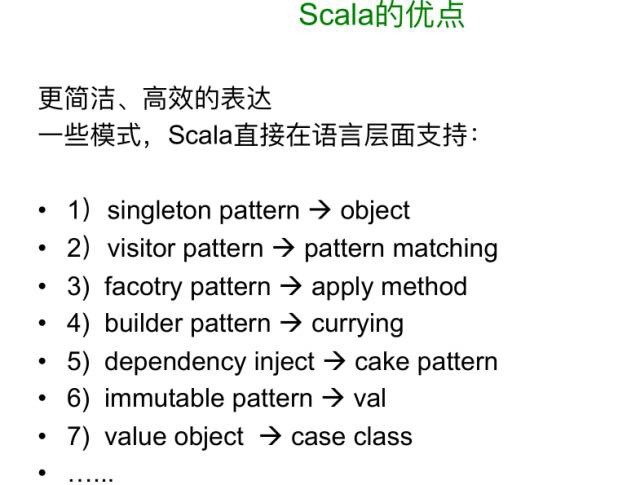 Scala的优点
更简洁、高效的表达
一些模式，Scala直接在语言层面支持：
• 1）singleton pattern → object
• 2）visitor pattern → pattern matching
• 3) facotry pattern → apply method
• 4) builder pattern → currying
• 5) dependency inject → cake pattern
• 6) immutable pattern → val
• 7) value object → case class
• …...